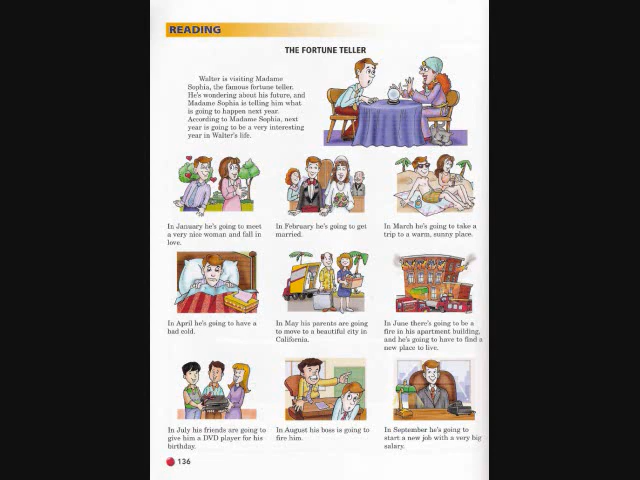 READING
THE FORTUNE TELLER
Walter is visiting Madame
Sophia, the famous fortune teller.
He's wondering about his future, and
Madame Sophia is telling him what
is going to happen next year.
According to Madame Sophia, next
year is going to be a very interesting
year in Walter's life.
In January he's going to meet
a very nice woman and fall in
love.
In February he's going to get
married.
In March he's going to take a
trip to a warm, sunny place.
In April he's going to have a
bad cold.
In May his parents are going
to move to a beautiful city in
California.
In June there's going to be a
fire in his apartment building,
and he's going to have to find a
new place to live.
In July his friends are going to
give him a DVD player for his
birthday.
In August his boss is going to
fire him.
In September he's going to
start a new job with a very big
salary.
136